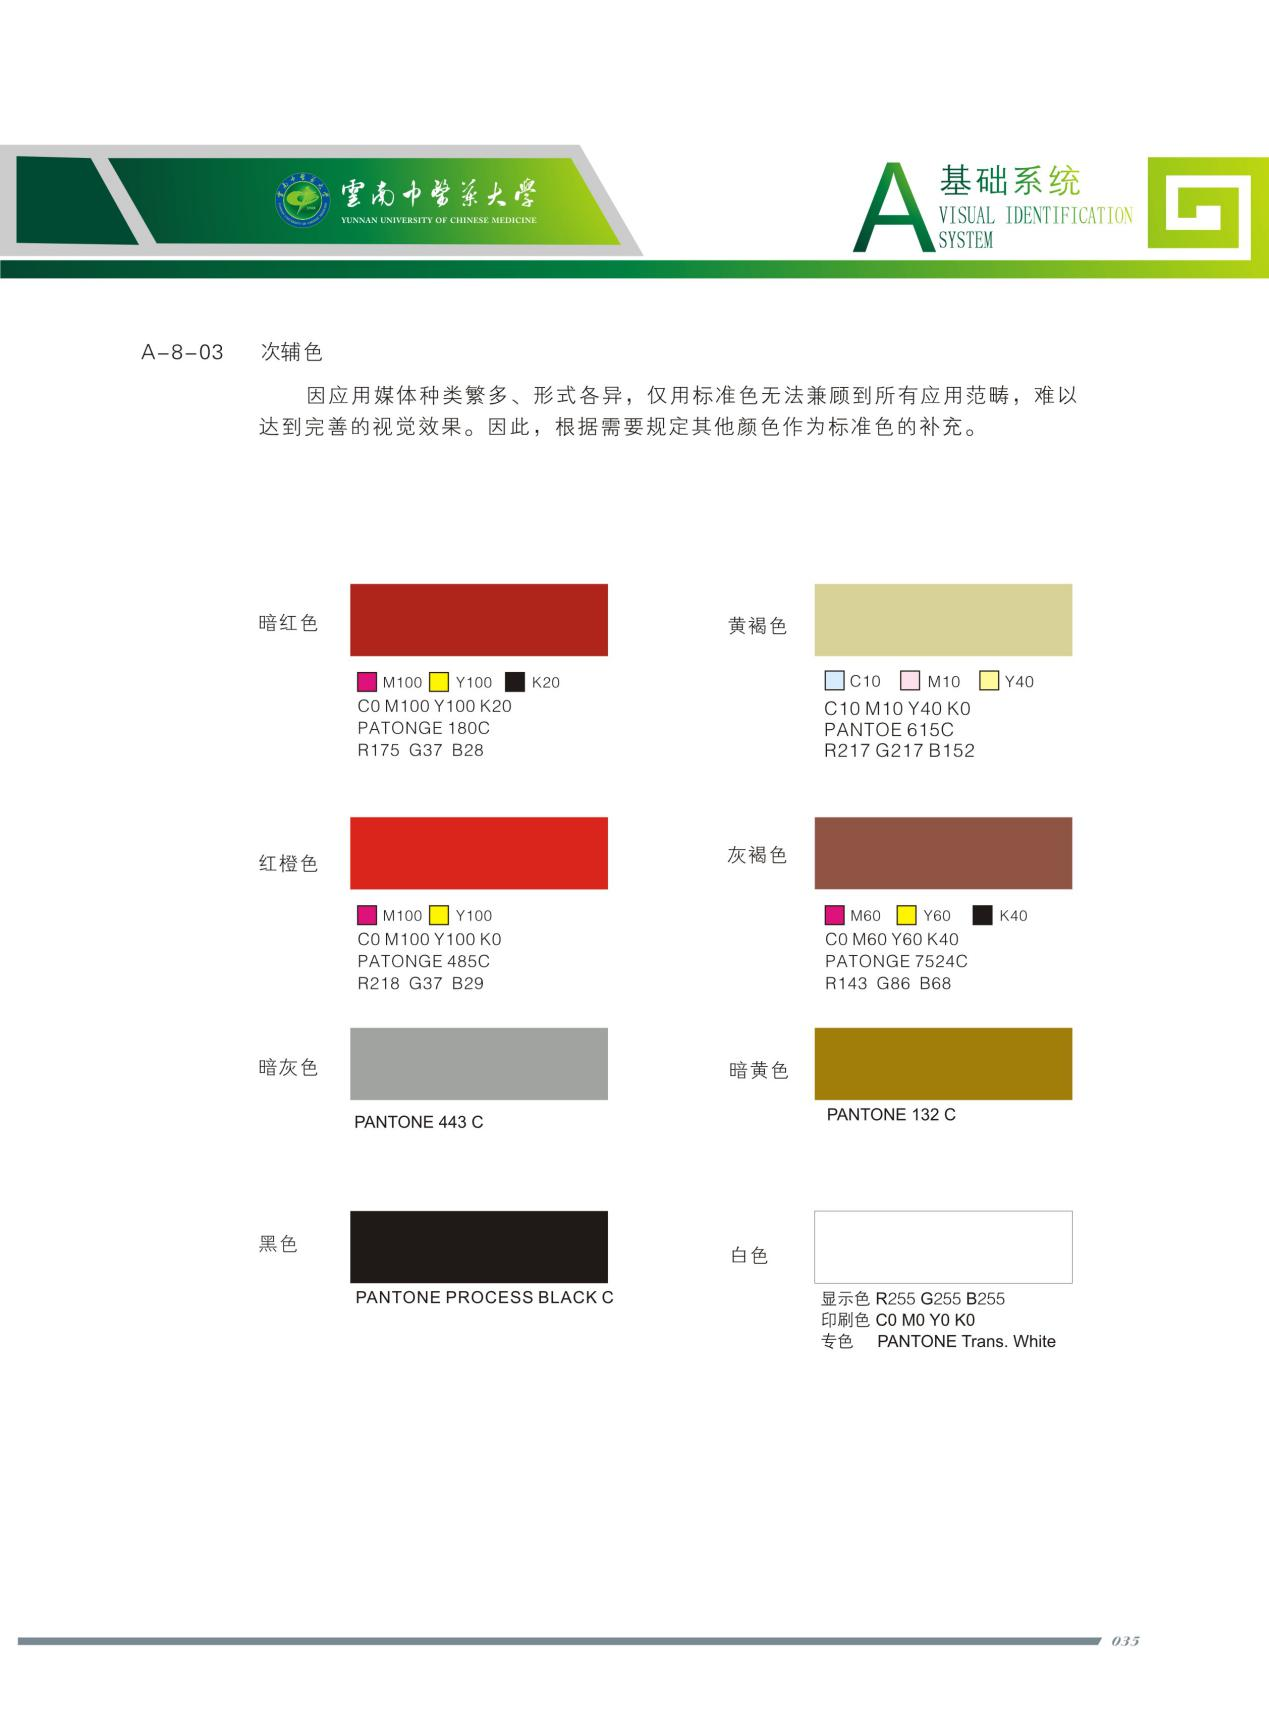 雲南中醫藥大學
YUNNAN UNIVERSITY OF CHINESE MEDICINE
A
基础系统
VISUAL IDENTIFICATION
SYSTEM
A-8-03 次辅色
因应用媒体种类繁多、形式各异，仅用标准色无法兼顾到所有应用范畴，难以
达到完善的视觉效果。因此，根据需要规定其他颜色作为标准色的补充。
暗红色
M100 Y100 K20
C0 M100 Y100 K20
PATONGE 180C
R175 G37 B28
黄褐色
C10 M10 Y40
C10 M10 Y40 K0
PANTOE 615C
R217 G217 B152
红橙色
M100 Y100
C0 M100 Y100 K0
PATONGE 485C
R218 G37 B29
灰褐色
M60 Y60 K40
C0 M60 Y60 K40
PATONGE 7524C
R143 G86 B68
暗灰色
PANTONE 443 C
暗黄色
PANTONE 132 C
黑色
PANTONE PROCESS BLACK C
白色
显示色 R255 G255 B255
印刷色 C0 M0 Y0 K0
专色 PANTONE Trans. White
035